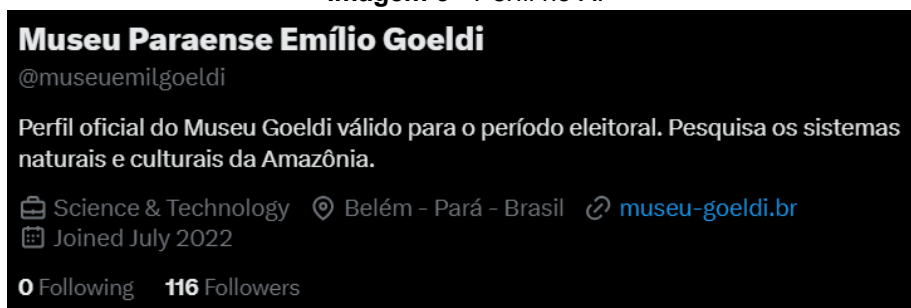 Museu Paraense Emílio Goeldi
@museuemilgoeldi
Perfil oficial do Museu Goeldi válido para o período eleitoral. Pesquisa os sistemas
naturais e culturais da Amazônia.
Science & Technology Belém - Pará - Brasil museu-goeldi.br
Joined July 2022
0 Following 116 Followers